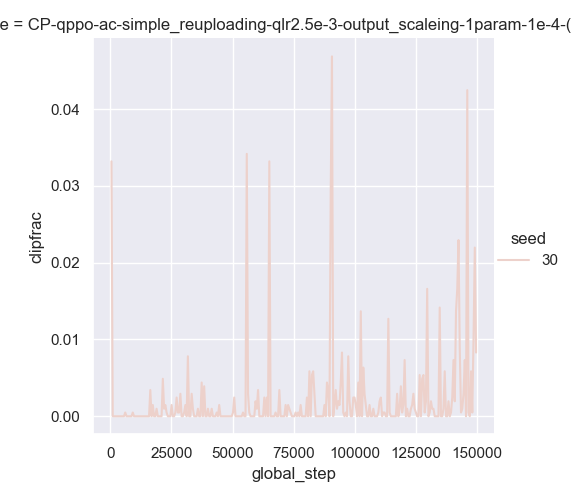 e = CP-qppo-ac-simple_reuploading-qlr2.5e-3-output_scaleing-1param-1e-4-(
0.04
0.03
0.02
0.01
0.00
clipfrac
seed
30
0 25000 50000 75000 100000 125000 150000
global_step